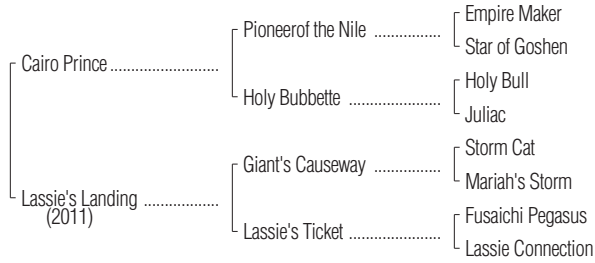 Empire Maker
Pioneerof the Nile ................
Star of Goshen
Cairo Prince ..........................
Holy Bull
Holy Bubbette ......................
Juliac
Storm Cat
Giant's Causeway ................
Mariah's Storm
Lassie's Landing ..................
(2011)
Fusaichi Pegasus
Lassie's Ticket .......................
Lassie Connection